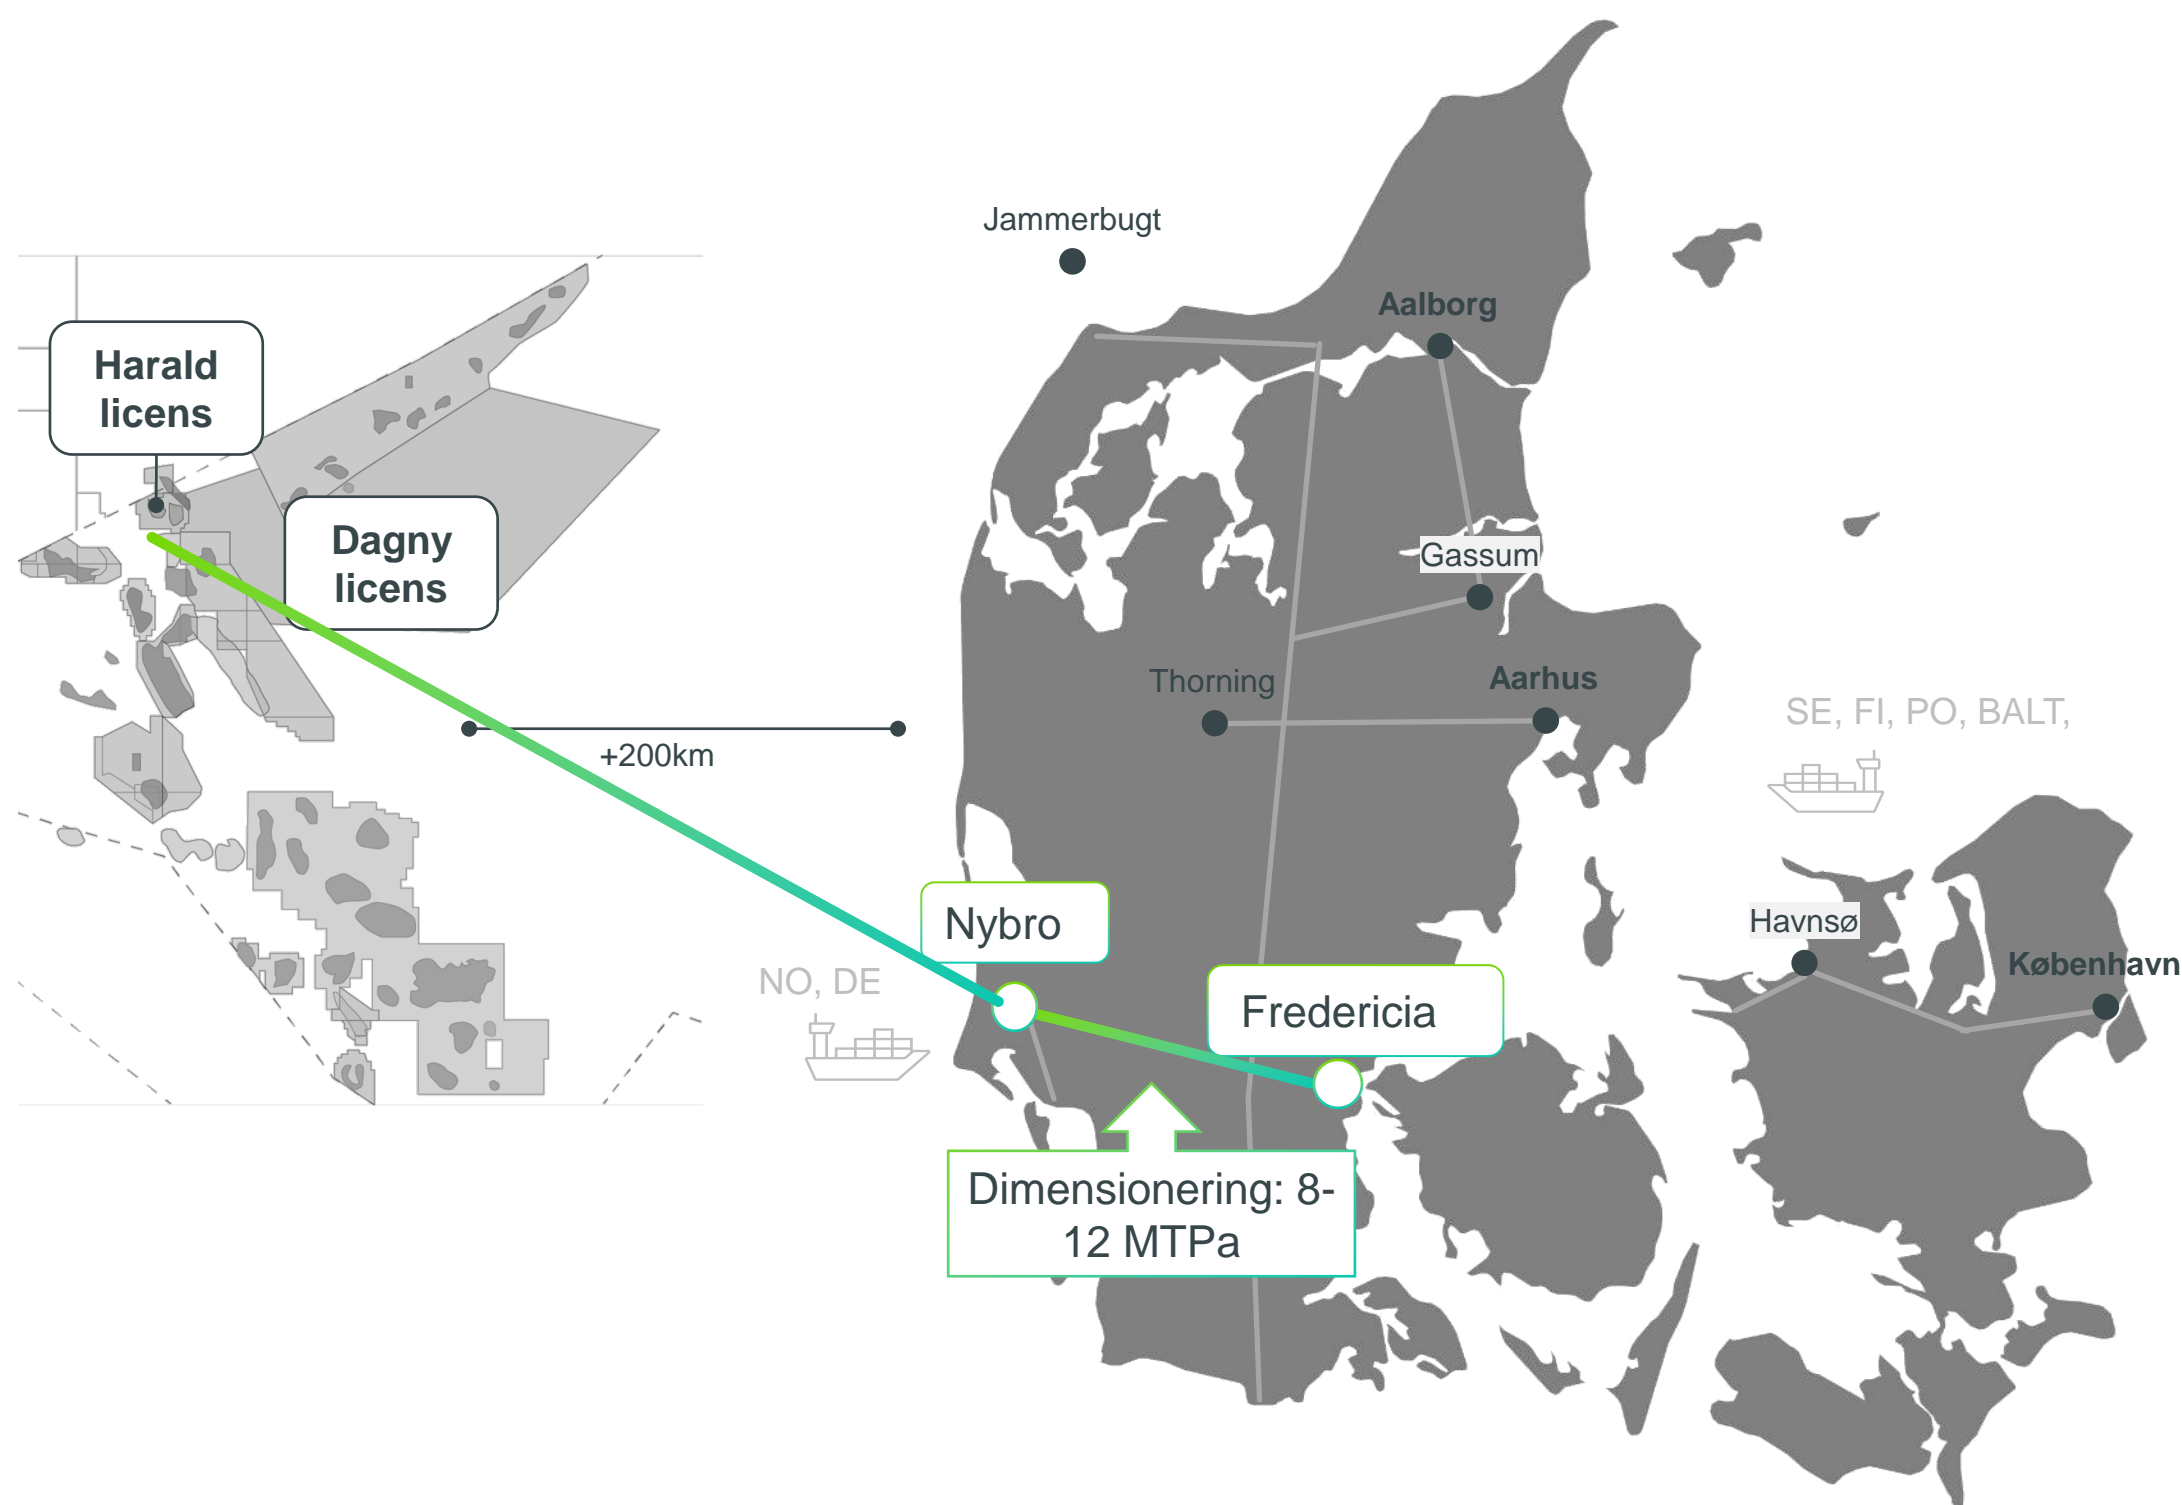 Jammerbugt
Aalborg
Harald
licens
Dagny
licens
Gassum
Thorning
Aarhus
SE, FI, PO, BALT,
+200km
Nybro
Havnsø
København
NO, DE
Fredericia
Dimensionering: 8-
12 MTPa